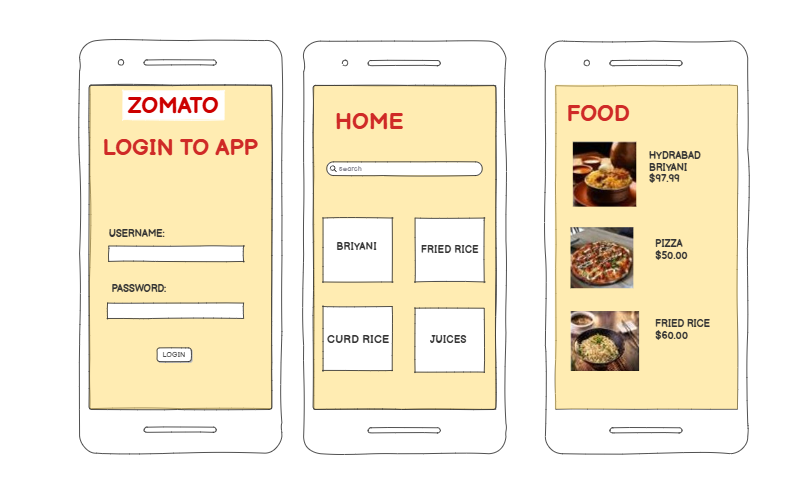 ZOMATO
LOGIN TO APP
USERNAME:
PASSWORD:
LOGIN
HOME
search
BRIYANI
FRIED RICE
CURD RICE
JUICES
FOOD
HYDRABAD
BRIYANI
$97.99
PIZZA
$50.00
FRIED RICE
$60.00